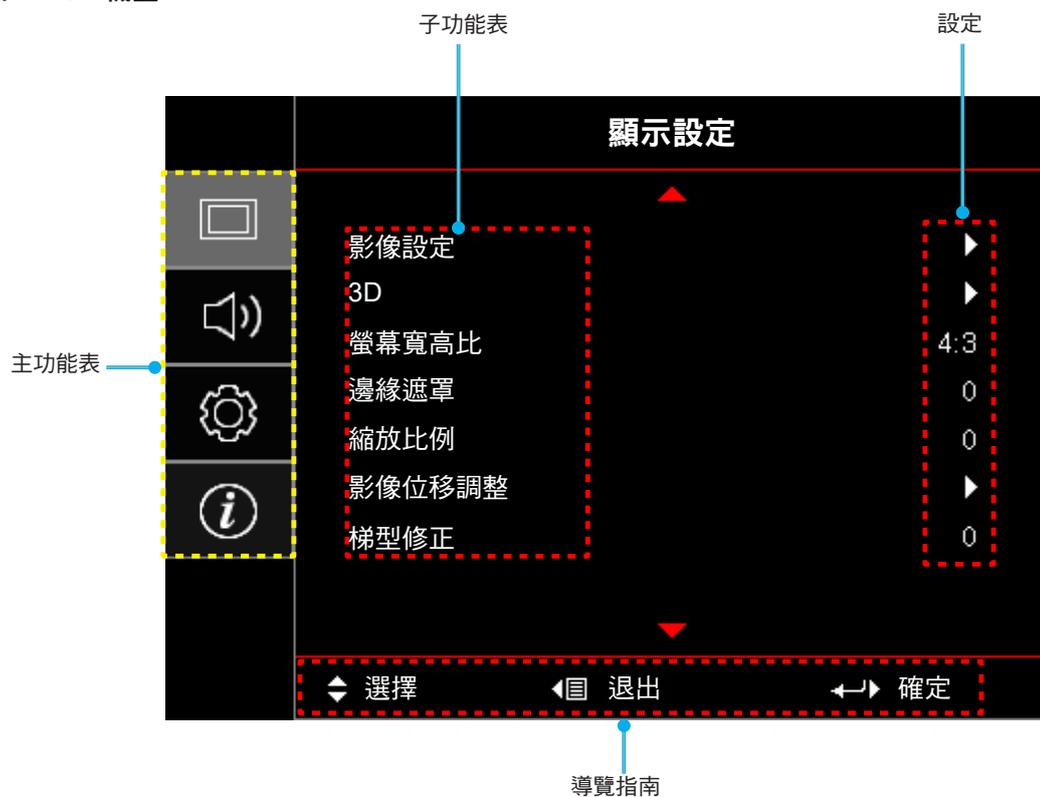 子功能表
設定
顯示設定
影像設定
3D
螢幕寬高比 4:3
主功能表
邊緣遮罩 0
縮放比例 0
影像位移調整
梯型修正 0
選擇 退出 確定
導覽指南